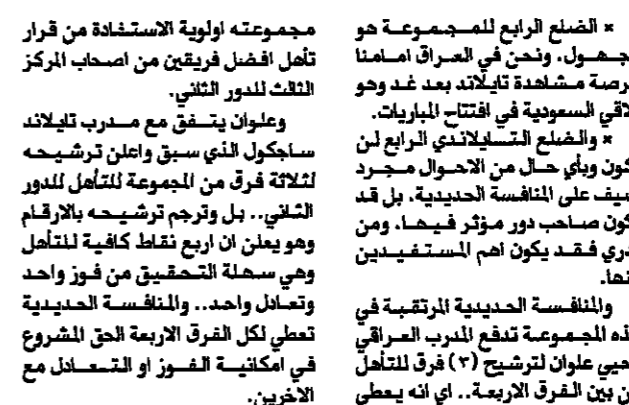 × الضلع الرابع للمجموعة هو
جهول، ونحن في العراق امامنا
رصة مشاهدة تايلاند بعد غد وهو
لاقي السعودية في افتتاح المباريات.
× والضلع التايلاندي الرابع لن
كون وبأي حال من الاحوال مجرد
سيف على المنافسة الحديدية، بل قد
كون صاحب دور مؤثر فيها، ومن
دري فقد يكون اهم المستفيدين
نها.
والمنافسة الحديدية المرتقبة في
ذه المجموعة تدفع المدرب العراقي
حيي علوان لترشيح (٣) فرق للتأهل
ن بين الفرق الاربعة.. اي انه يعطي
مجموعته اولوية الاستفادة من قرار
تأهل افضل فريقين من اصحاب المركز
الثالث للدور الثاني.
وعلوان يتفق مع مدرب تايلاند
ساجكول الذي سبق واعلن ترشيحه
لثلاثة فرق من المجموعة للتأهل للدور
الثاني.. بل وترجم ترشيحه بالارقام
وهو يعلن ان اربع نقاط كافية للتأهل
وهي سهلة التحقيق من فوز واحد
وتعادل واحد.. والمنافسة الحديدية
تعطي لكل الفرق الاربعة الحق المشروع
في امكانية الفوز او التعادل مع
الاخرين.